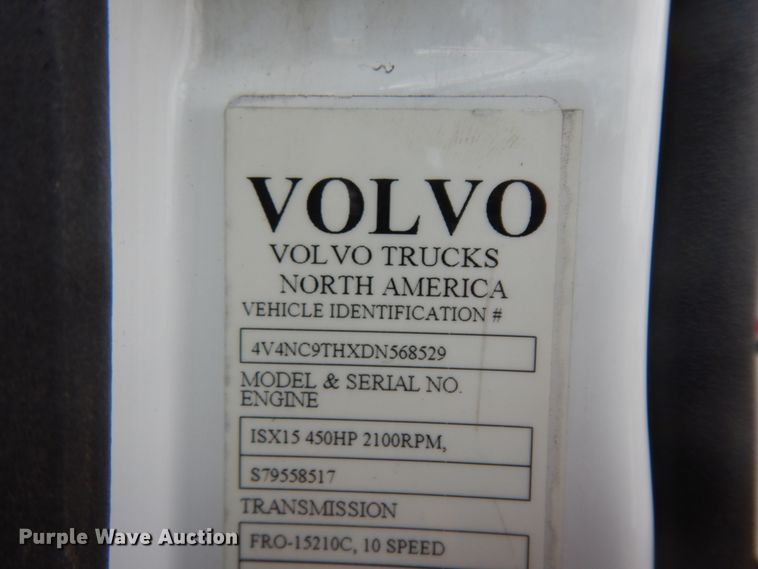 VOLVO
VOLVO TRUCKS
NORTH AMERICA
VEHICLE IDENTIFICATION #
4V4NC9THXDN568529
MODEL & SERIAL NO.
ENGINE
ISX15 450HP 2100RPM,
S79558517
TRANSMISSION
FRO-15210C, 10 SPEED
Purple Wave Auction